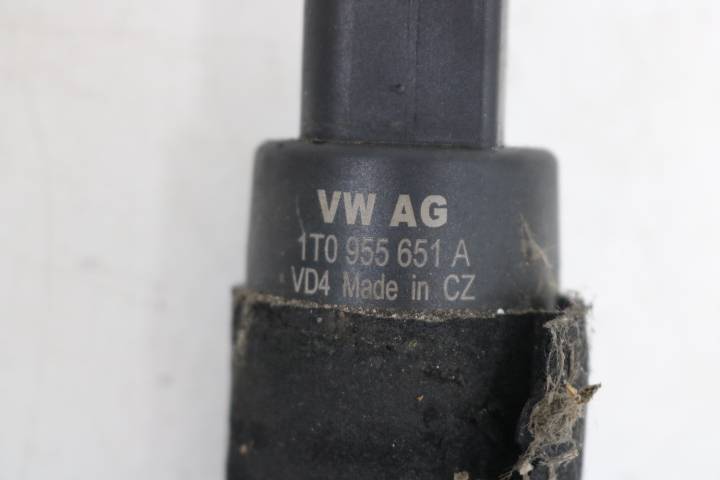 VW AG
1T0 955 651 A
VD4 Made in CZ